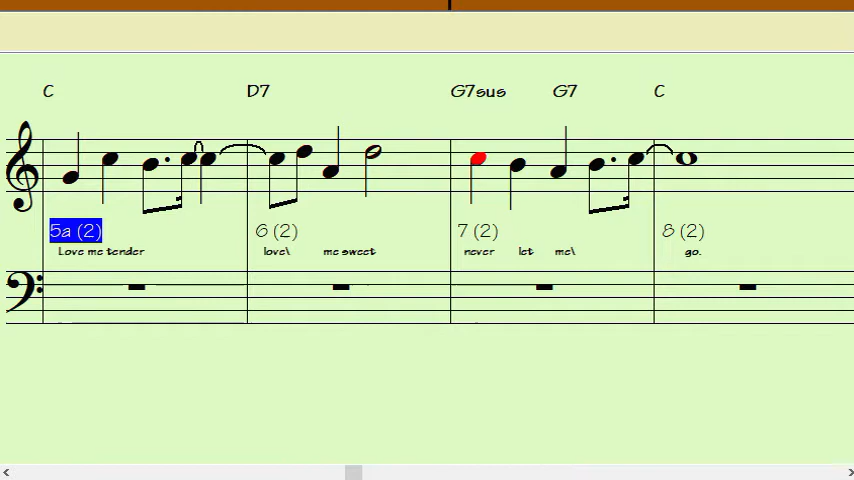 C D7 G7sus G7 C
5a (2) 6 (2) 7 (2) 8 (2)
Love me tender love\ me sweet never let me\ go.